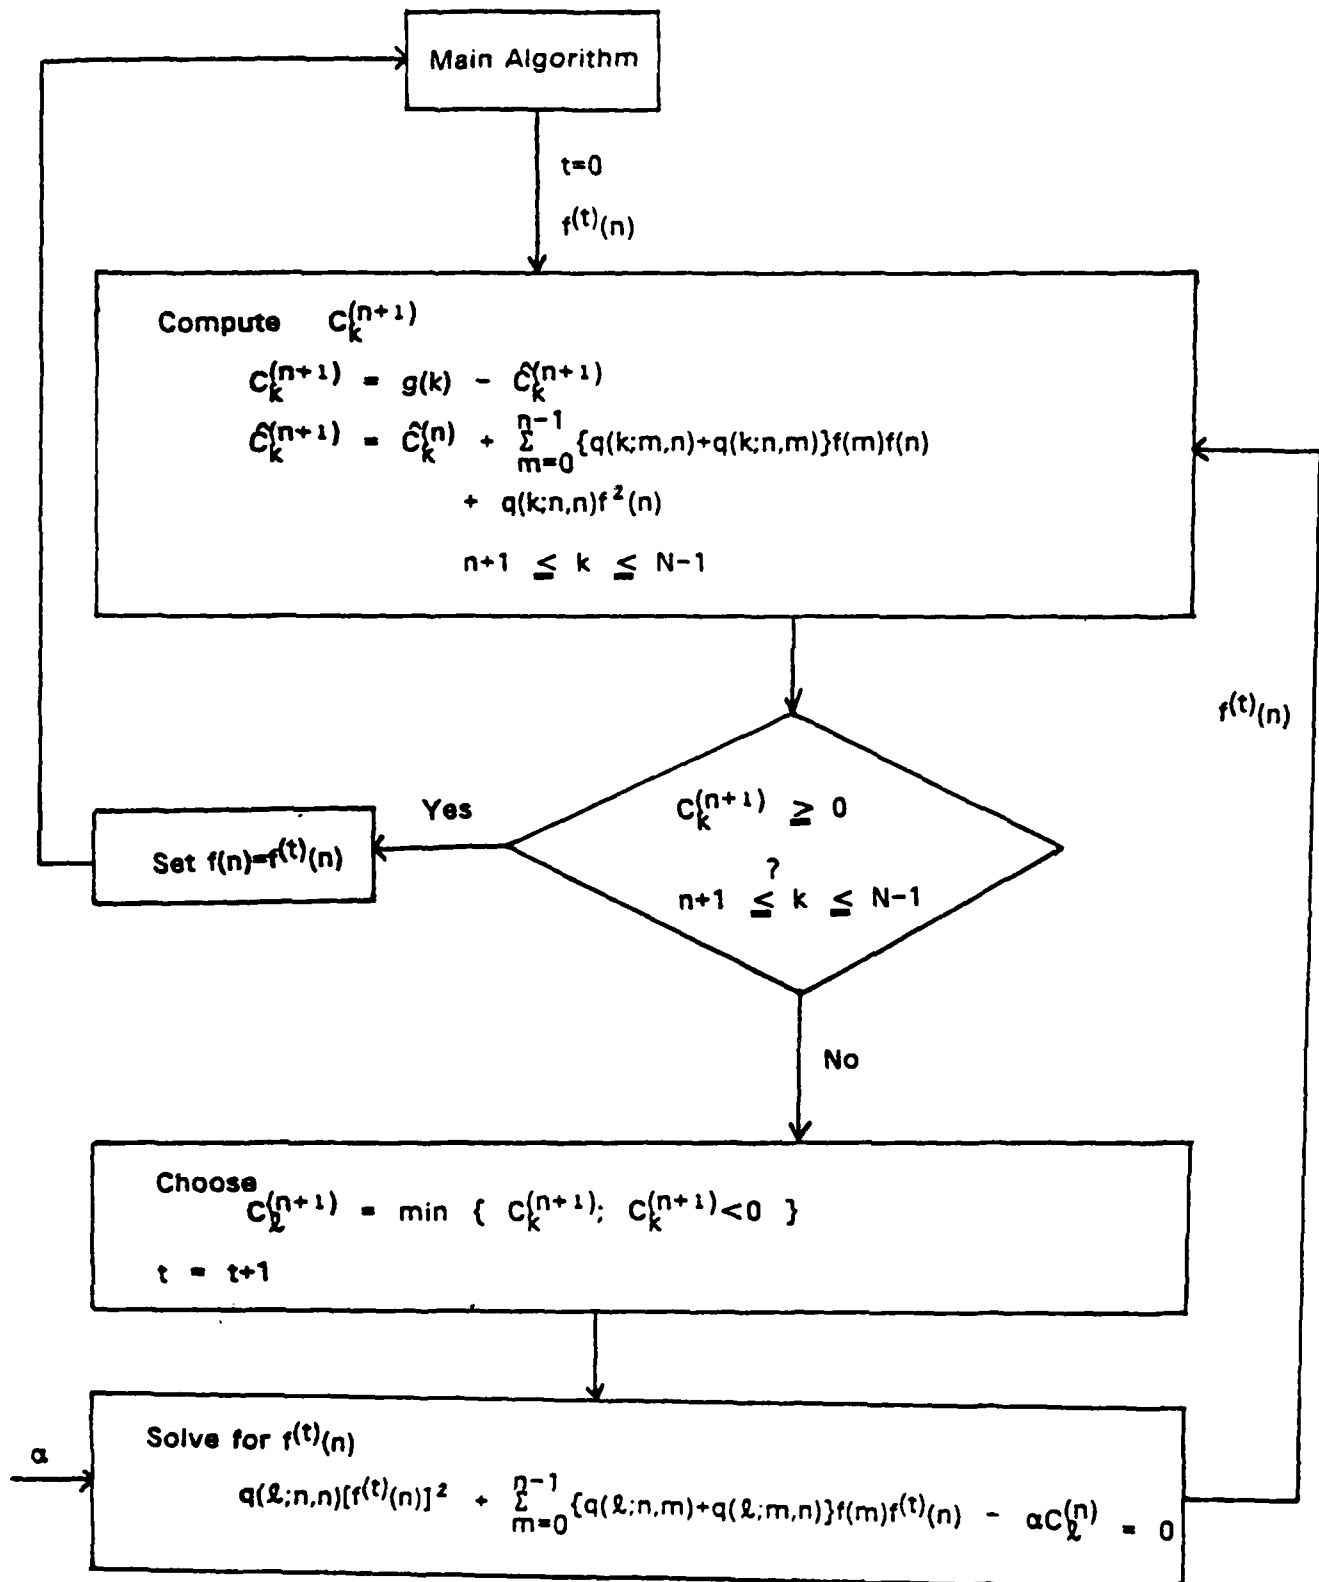 Main Algorithm
t=0
f^(t)(n)
Compute C_k^(n+1)
C_k^(n+1) = g(k) - Ĉ_k^(n+1)
Ĉ_k^(n+1) = Ĉ_k^(n) + Σ_{m=0}^{n-1} {q(k;m,n)+q(k;n,m)}f(m)f(n)
+ q(k;n,n)f²(n)
n+1 ≤ k ≤ N-1
f^(t)(n)
C_k^(n+1) ≥ 0
?
n+1 ≤ k ≤ N-1
Yes
Set f(n)=f^(t)(n)
No
Choose
C_ℓ^(n+1) = min { C_k^(n+1); C_k^(n+1)<0 }
t = t+1
α
Solve for f^(t)(n)
q(ℓ;n,n)[f^(t)(n)]² + Σ_{m=0}^{n-1} {q(ℓ;n,m)+q(ℓ;m,n)}f(m)f^(t)(n) - αC_ℓ^(n) = 0